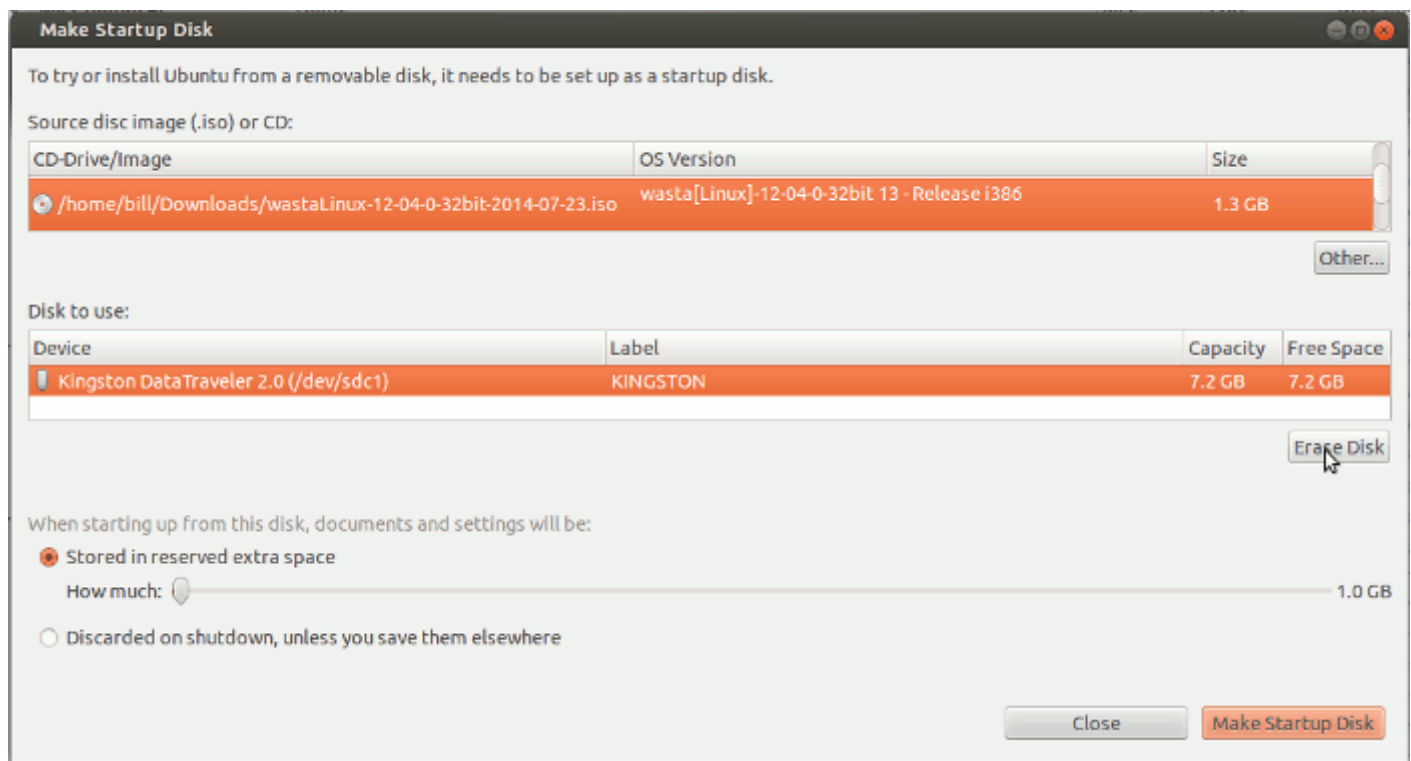 Make Startup Disk
To try or install Ubuntu from a removable disk, it needs to be set up as a startup disk.
Source disc image (.iso) or CD:
CD-Drive/Image OS Version Size
/home/bill/Downloads/wastaLinux-12-04-0-32bit-2014-07-23.iso wasta[Linux]-12-04-0-32bit 13 - Release i386 1.3 GB
Other...
Disk to use:
Device Label Capacity Free Space
Kingston DataTraveler 2.0 (/dev/sdc1) KINGSTON 7.2 GB 7.2 GB
Erase Disk
When starting up from this disk, documents and settings will be:
Stored in reserved extra space
How much: 1.0 GB
Discarded on shutdown, unless you save them elsewhere
Close Make Startup Disk